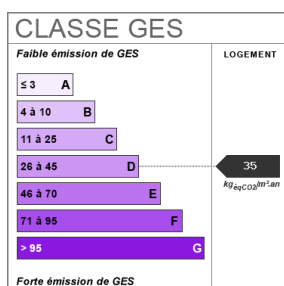 CLASSE GES
Faible émission de GES
LOGEMENT
≤ 3 A
4 à 10 B
11 à 25 C
26 à 45 D
35
kgéqCO2/m².an
46 à 70 E
71 à 95 F
> 95 G
Forte émission de GES